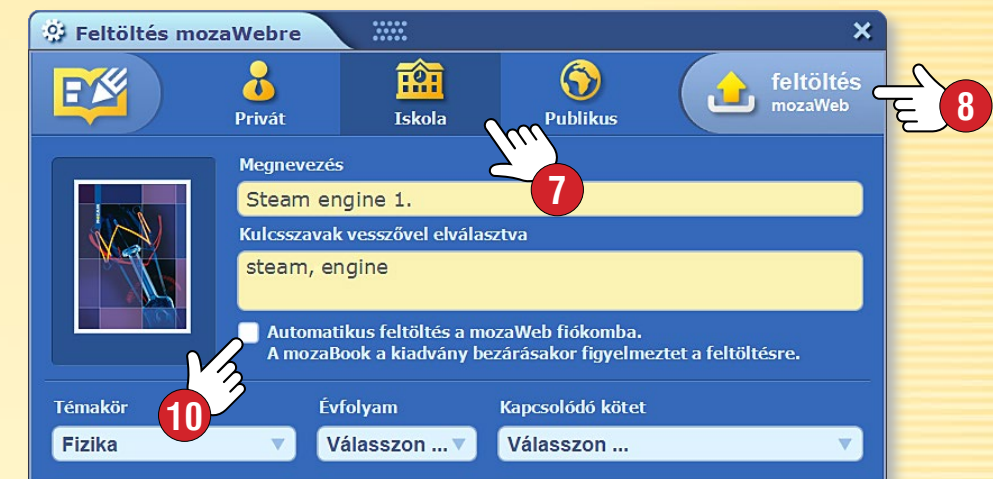 Feltöltés mozaWebre
Privát
Iskola
Publikus
feltöltés
mozaWeb
8
7
Megnevezés
Steam engine 1.
Kulcsszavak vesszővel elválasztva
steam, engine
Automatikus feltöltés a mozaWeb fiókomba.
A mozaBook a kiadvány bezárásakor figyelmeztet a feltöltésre.
10
Témakör
Évfolyam
Kapcsolódó kötet
Fizika
Válasszon ...
Válasszon ...